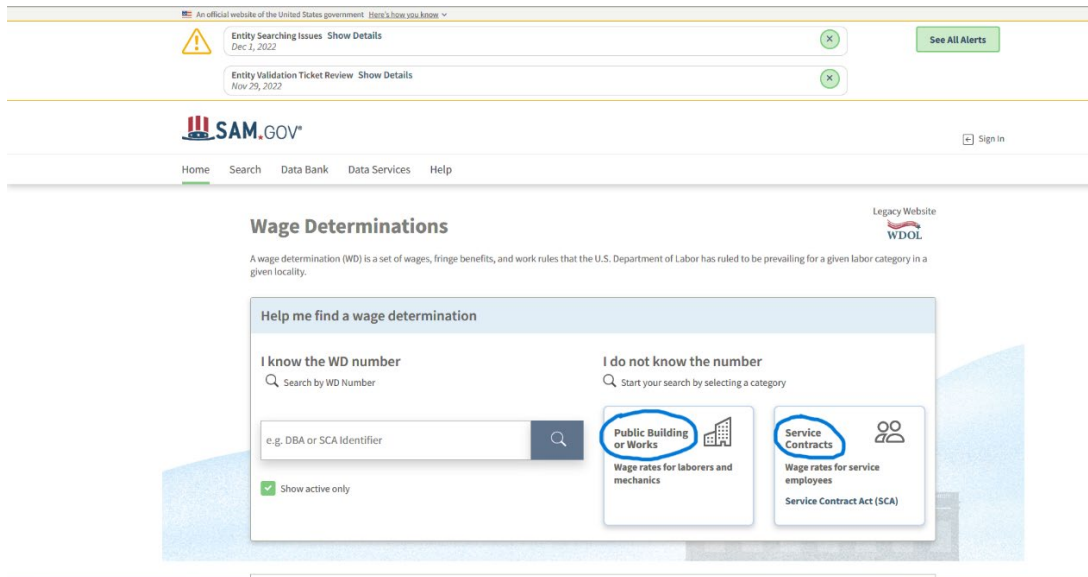 An official website of the United States government Here's how you know
Entity Searching Issues Show Details
Dec 1, 2022
See All Alerts
Entity Validation Ticket Review Show Details
Nov 29, 2022
SAM.GOV®
Sign In
Home Search Data Bank Data Services Help
Legacy Website
WDOL
Wage Determinations
A wage determination (WD) is a set of wages, fringe benefits, and work rules that the U.S. Department of Labor has ruled to be prevailing for a given labor category in a
given locality.
Help me find a wage determination
I know the WD number
Search by WD Number
e.g. DBA or SCA Identifier
Show active only
I do not know the number
Start your search by selecting a category
Public Building
or Works
Wage rates for laborers and
mechanics
Service
Contracts
Wage rates for service
employees
Service Contract Act (SCA)